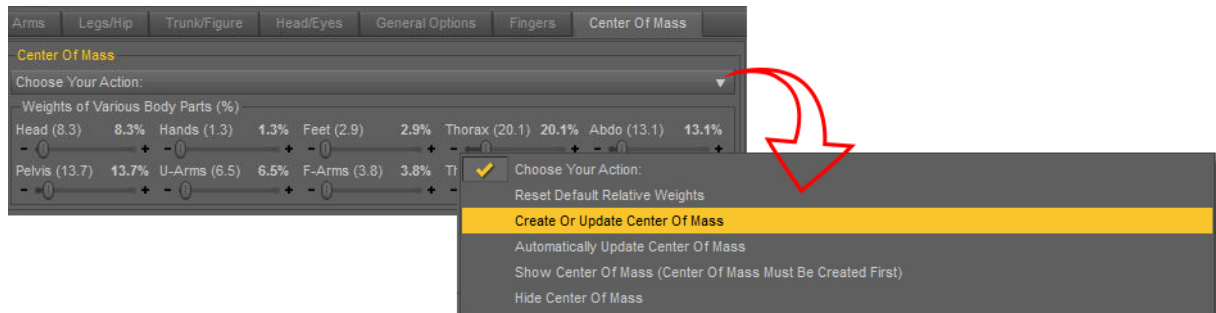 Arms Legs/Hip Trunk/Figure Head/Eyes General Options Fingers Center Of Mass
Center Of Mass
Choose Your Action:
Weights of Various Body Parts (%)
Head (8.3) 8.3% Hands (1.3) 1.3% Feet (2.9) 2.9% Thorax (20.1) 20.1% Abdo (13.1) 13.1%
- + - + - + - + - +
Pelvis (13.7) 13.7% U-Arms (6.5) 6.5% F-Arms (3.8) 3.8%
- + - + - + -
Choose Your Action:
Reset Default Relative Weights
Create Or Update Center Of Mass
Automatically Update Center Of Mass
Show Center Of Mass (Center Of Mass Must Be Created First)
Hide Center Of Mass